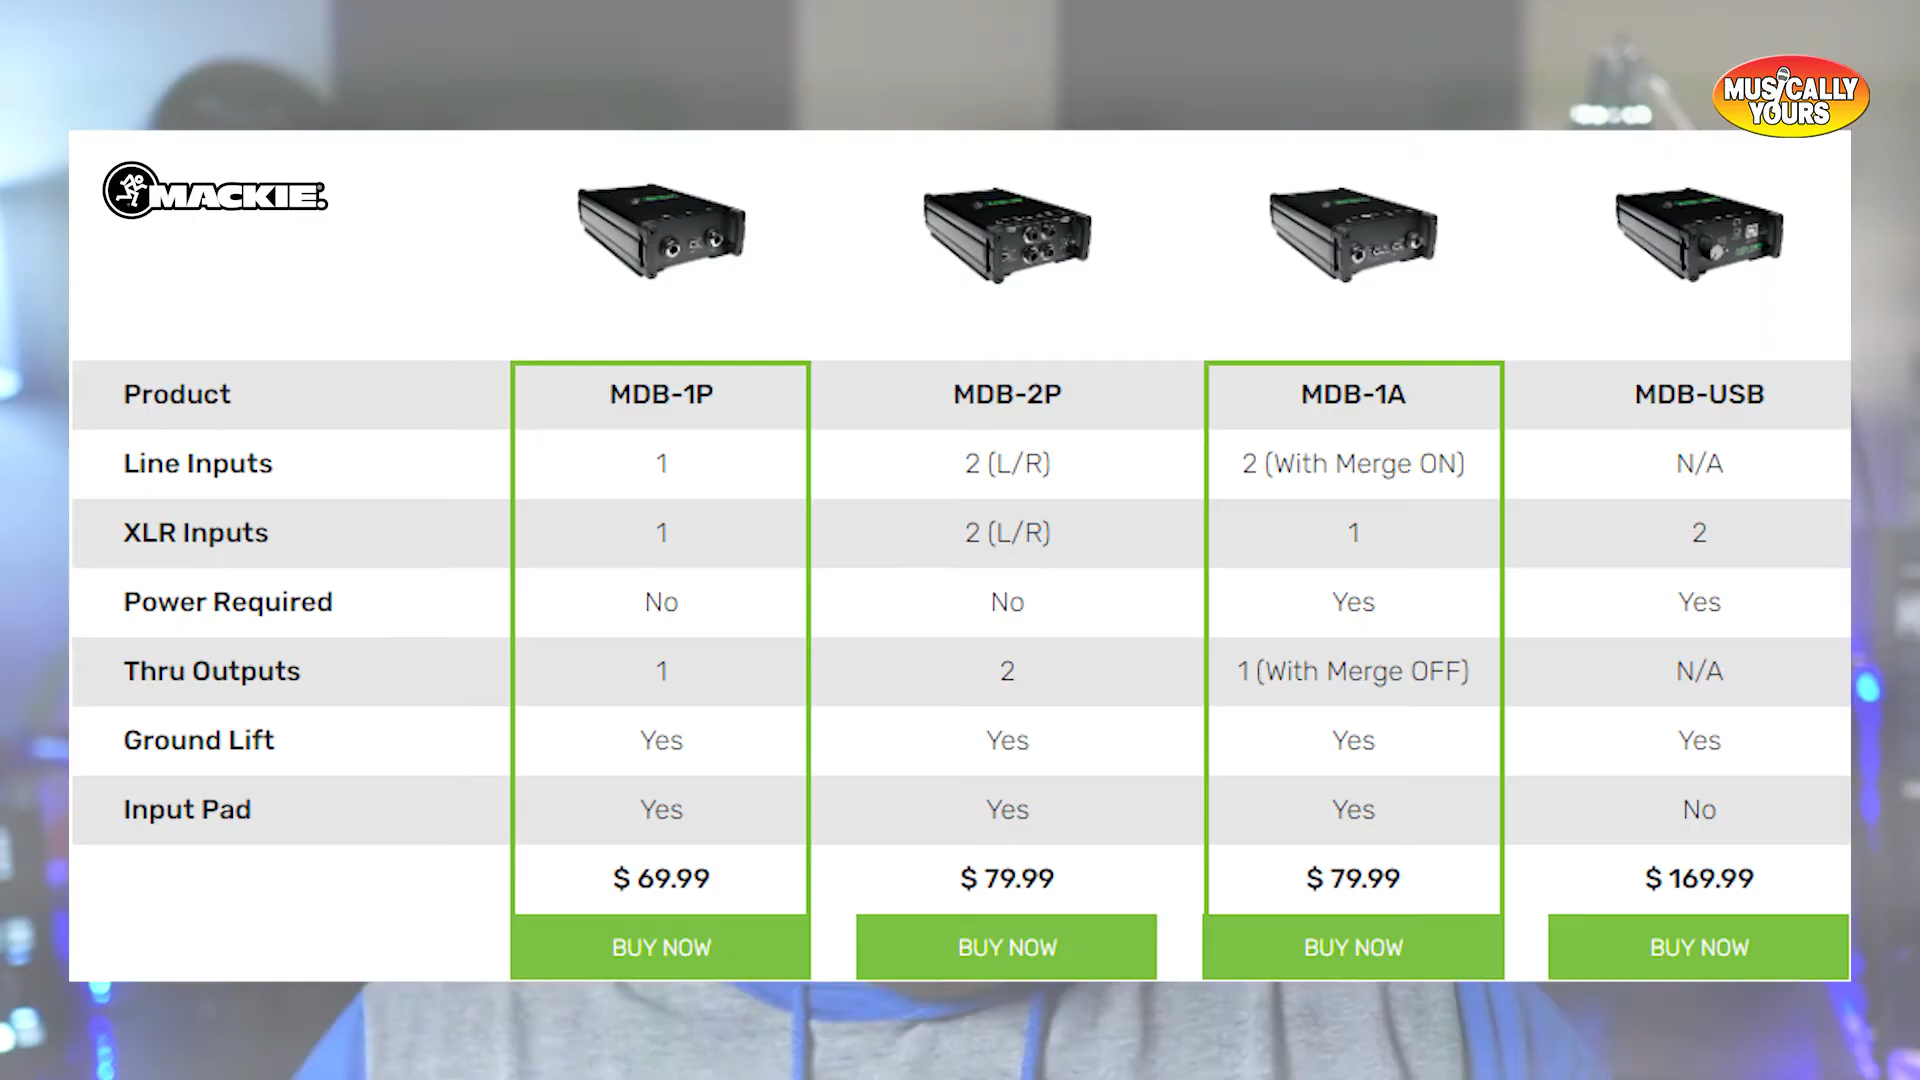 MUSICALLY
YOURS
MACKIE.
Product MDB-1P MDB-2P MDB-1A MDB-USB
Line Inputs 1 2 (L/R) 2 (With Merge ON) N/A
XLR Inputs 1 2 (L/R) 1 2
Power Required No No Yes Yes
Thru Outputs 1 2 1 (With Merge OFF) N/A
Ground Lift Yes Yes Yes Yes
Input Pad Yes Yes Yes No
$ 69.99 $ 79.99 $ 79.99 $ 169.99
BUY NOW BUY NOW BUY NOW BUY NOW